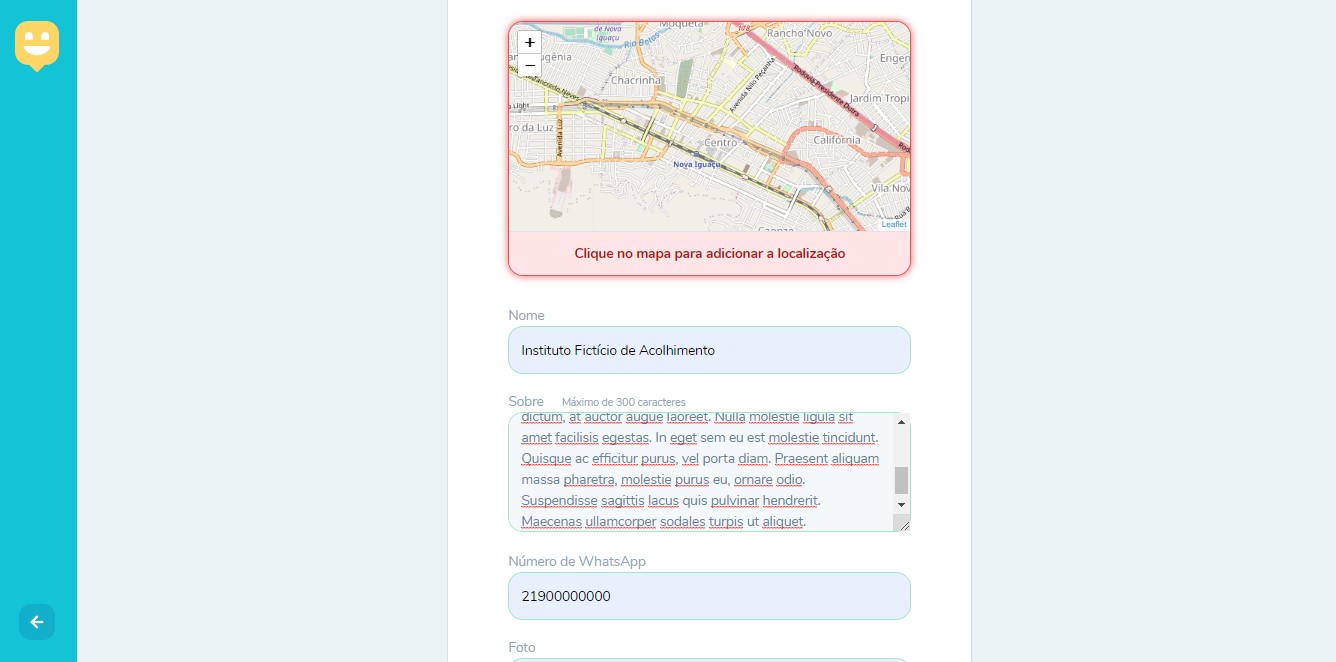 Moquetá
de Nova
Iguaçu
Rio Botas
Rancho Novo
+
−
Chacrinha
Avenida Nilo Peçanha
Rodovia Presidente Dutra
Jardim Tropi
Light
ro da Luz
Avenida Luz
Centro
Califórnia
Nova Iguaçu
Vila Nov
Leaflet
Clique no mapa para adicionar a localização
Nome
Instituto Fictício de Acolhimento
Sobre Máximo de 300 caracteres
dictum, at auctor augue laoreet. Nulla molestie ligula sit
amet facilisis egestas. In eget sem eu est molestie tincidunt.
Quisque ac efficitur purus, vel porta diam. Praesent aliquam
massa pharetra, molestie purus eu, ornare odio.
Suspendisse sagittis lacus quis pulvinar hendrerit.
Maecenas ullamcorper sodales turpis ut aliquet.
Número de WhatsApp
21900000000
Foto